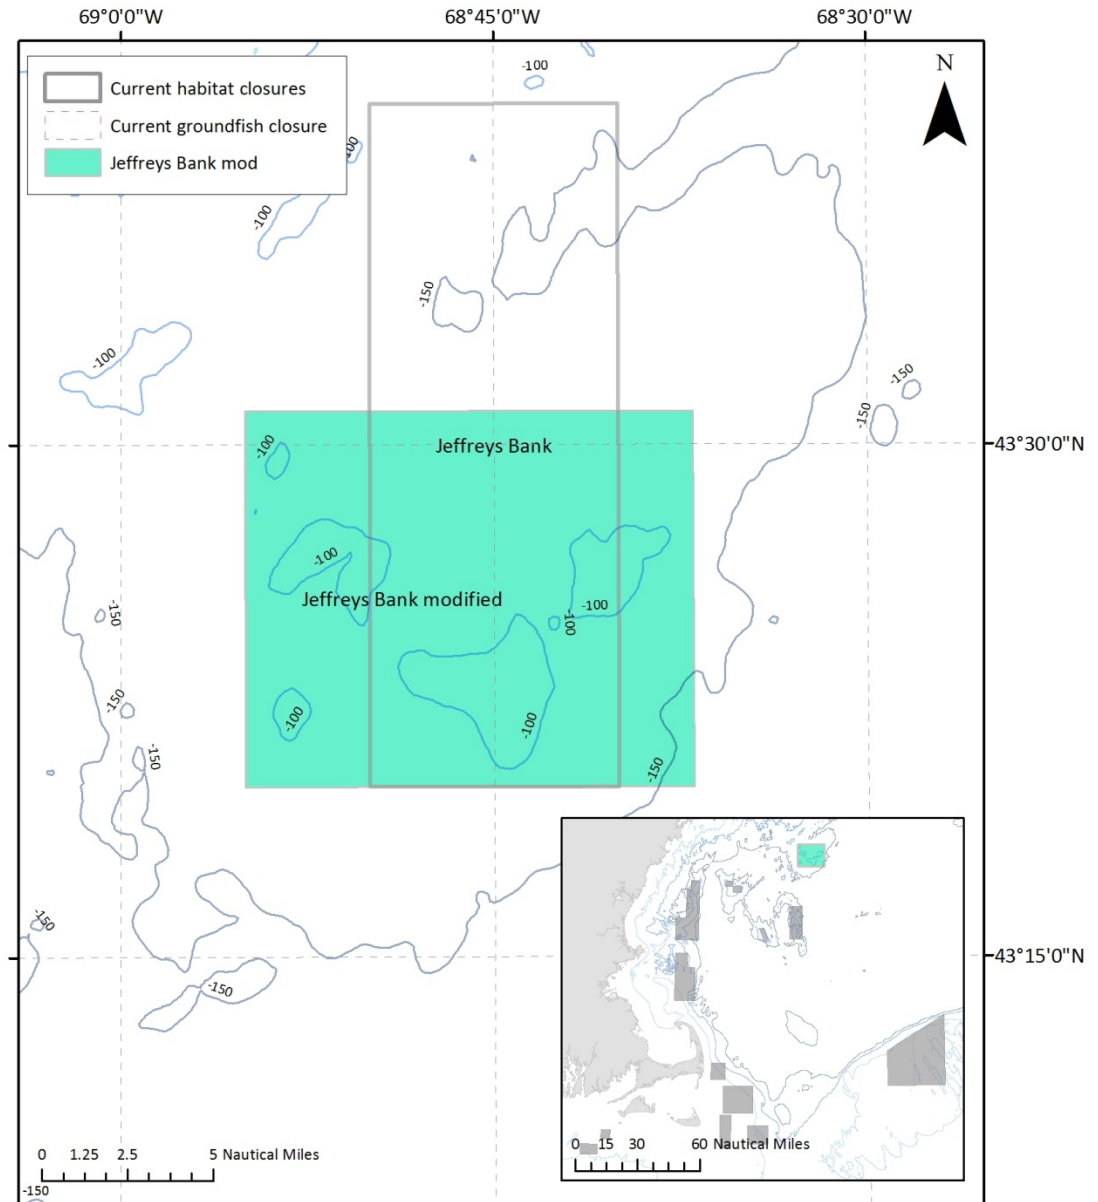 69°0'0"W 68°45'0"W 68°30'0"W
N
Current habitat closures
Current groundfish closure
Jeffreys Bank mod
-100
100
-100
-150
-100
-150
-150
43°30'0"N
Jeffreys Bank
-100
-100
Jeffreys Bank modified
-100
-100
-150
-150
-100
-100
-150
-150
-150
43°15'0"N
-150
0 1.25 2.5 5 Nautical Miles
0 15 30 60 Nautical Miles
-150